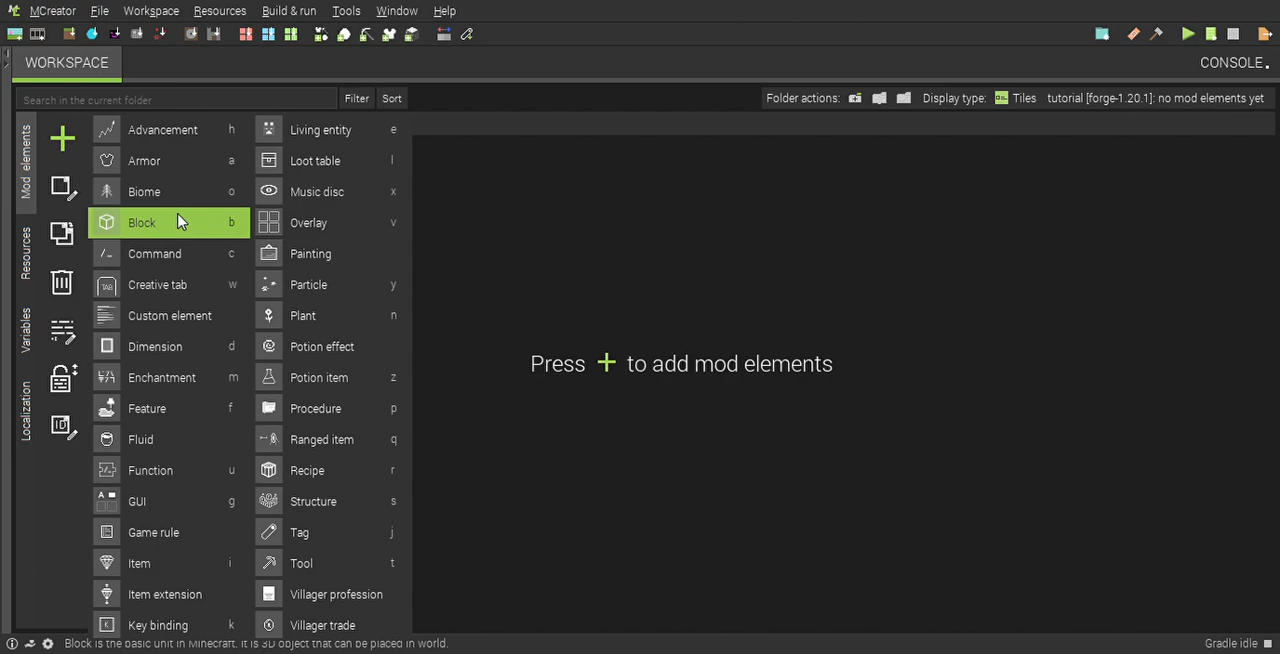 MCreator File Workspace Resources Build & run Tools Window Help
WORKSPACE
CONSOLE
Search in the current folder
Filter Sort
Folder actions: Display type: Tiles tutorial [forge-1.20.1]: no mod elements yet
Mod elements
Resources
Variables
Localization
Advancement h
Living entity e
Armor a
Loot table l
Biome o
Music disc x
Block b
Overlay v
Command c
Painting
Creative tab w
Particle y
Custom element
Plant n
Dimension d
Potion effect
Enchantment m
Potion item z
Feature f
Procedure p
Fluid
Ranged item q
Function u
Recipe r
GUI g
Structure s
Game rule
Tag j
Item i
Tool t
Item extension
Villager profession
Key binding k
Villager trade
Press + to add mod elements
Block is the basic unit in Minecraft. It is 3D object that can be placed in world.
Gradle idle